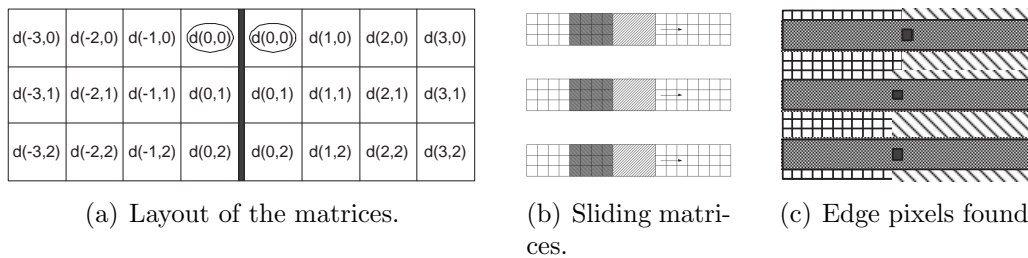 d(-3,0) d(-2,0) d(-1,0) d(0,0) d(0,0) d(1,0) d(2,0) d(3,0)
d(-3,1) d(-2,1) d(-1,1) d(0,1) d(0,1) d(1,1) d(2,1) d(3,1)
d(-3,2) d(-2,2) d(-1,2) d(0,2) d(0,2) d(1,2) d(2,2) d(3,2)
(a) Layout of the matrices.
(b) Sliding matri-
ces.
(c) Edge pixels found